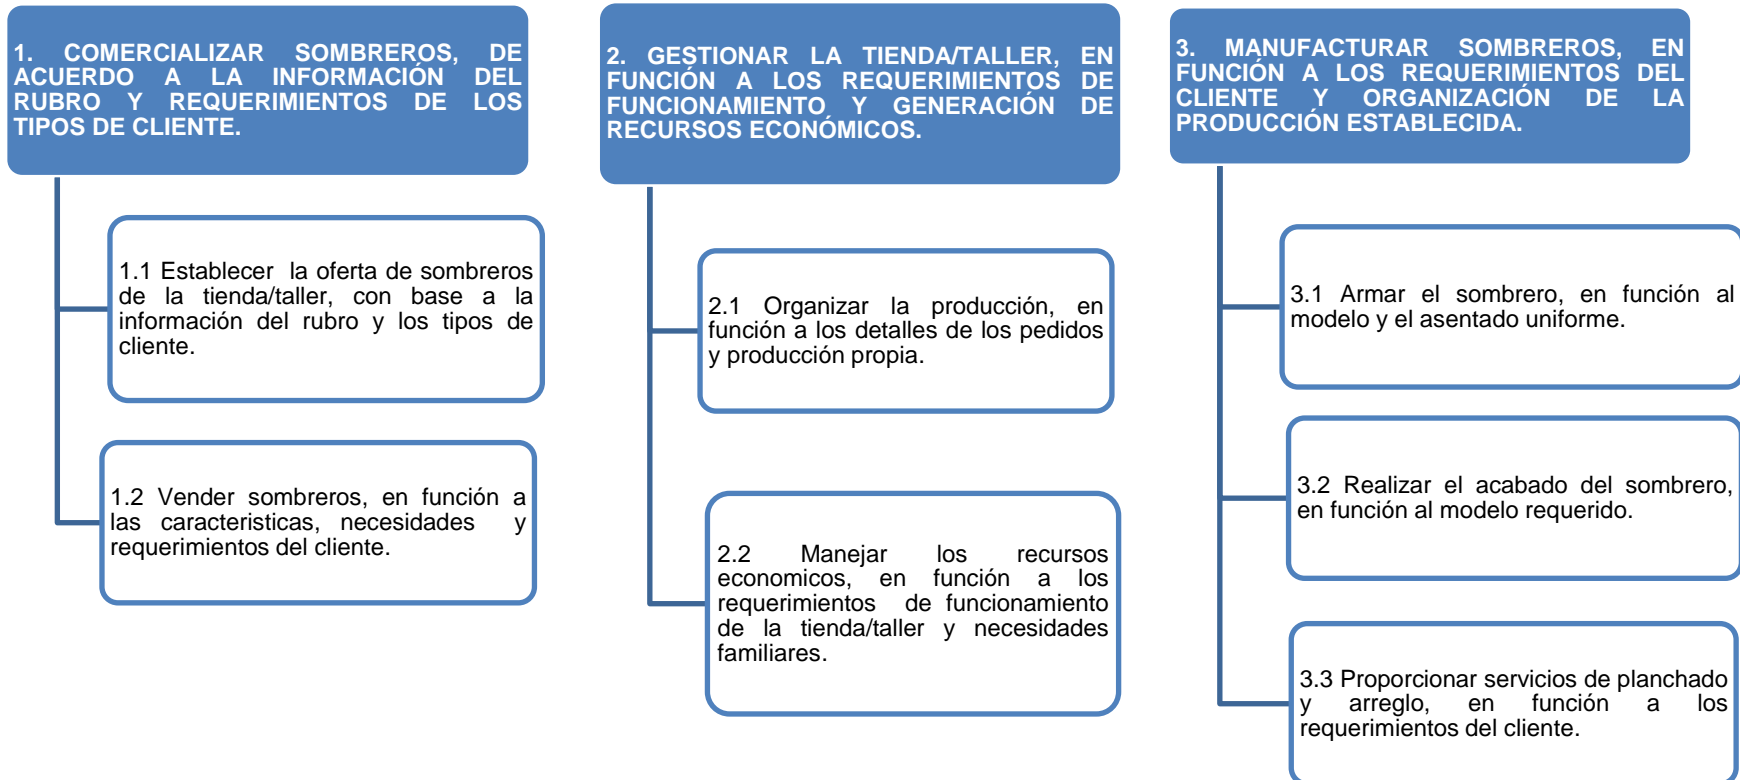 1. COMERCIALIZAR SOMBREROS, DE
ACUERDO A LA INFORMACIÓN DEL
RUBRO Y REQUERIMIENTOS DE LOS
TIPOS DE CLIENTE.
1.1 Establecer la oferta de sombreros
de la tienda/taller, con base a la
información del rubro y los tipos de
cliente.
1.2 Vender sombreros, en función a
las caracteristicas, necesidades y
requerimientos del cliente.
2. GESTIONAR LA TIENDA/TALLER, EN
FUNCIÓN A LOS REQUERIMIENTOS DE
FUNCIONAMIENTO Y GENERACIÓN DE
RECURSOS ECONÓMICOS.
2.1 Organizar la producción, en
función a los detalles de los pedidos
y producción propia.
2.2 Manejar los recursos
economicos, en función a los
requerimientos de funcionamiento
de la tienda/taller y necesidades
familiares.
3. MANUFACTURAR SOMBREROS, EN
FUNCIÓN A LOS REQUERIMIENTOS DEL
CLIENTE Y ORGANIZACIÓN DE LA
PRODUCCIÓN ESTABLECIDA.
3.1 Armar el sombrero, en función al
modelo y el asentado uniforme.
3.2 Realizar el acabado del sombrero,
en función al modelo requerido.
3.3 Proporcionar servicios de planchado
y arreglo, en función a los
requerimientos del cliente.